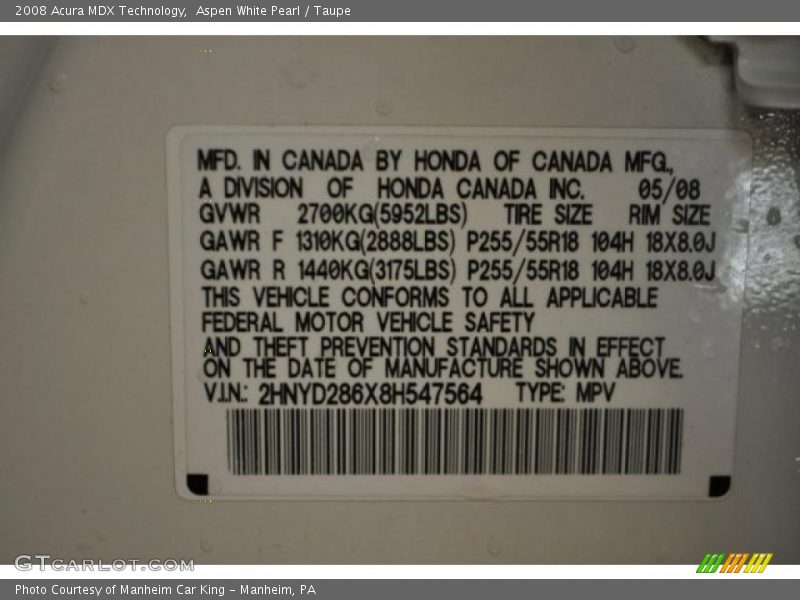 2008 Acura MDX Technology,  Aspen White Pearl / Taupe
MFD. IN CANADA BY HONDA OF CANADA MFG.,
A DIVISION OF HONDA CANADA INC. 05/08
GVWR 2700KG(5952LBS) TIRE SIZE RIM SIZE
GAWR F 1310KG(2888LBS) P255/55R18 104H 18X8.0J
GAWR R 1440KG(3175LBS) P255/55R18 104H 18X8.0J
THIS VEHICLE CONFORMS TO ALL APPLICABLE
FEDERAL MOTOR VEHICLE SAFETY
AND THEFT PREVENTION STANDARDS IN EFFECT
ON THE DATE OF MANUFACTURE SHOWN ABOVE.
V.I.N.: 2HNYD286X8H547564 TYPE: MPV
GTCARLOT.COM
Photo Courtesy of Manheim Car King - Manheim, PA